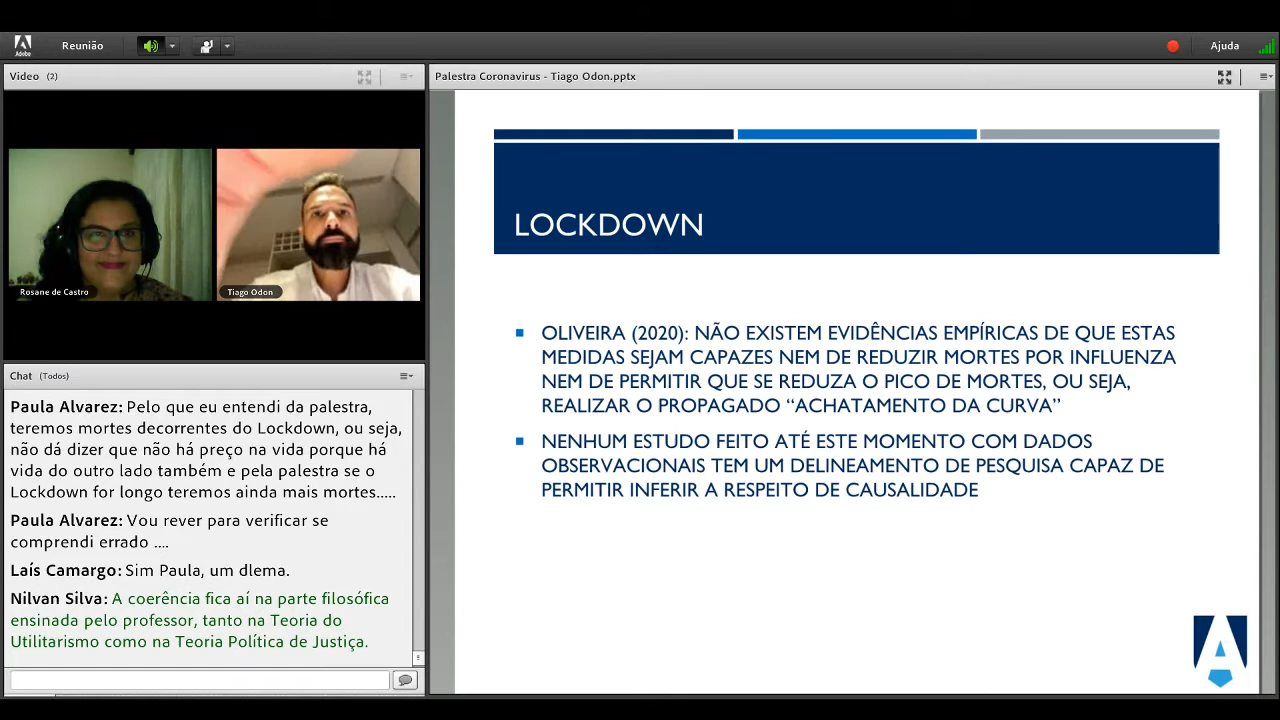 Adobe
Reunião
Ajuda
Video (2)
Rosane de Castro
Tiago Odon
Chat (Todos)
Paula Alvarez: Pelo que eu entendi da palestra,
teremos mortes decorrentes do Lockdown, ou seja,
não dá dizer que não há preço na vida porque há
vida do outro lado também e pela palestra se o
Lockdown for longo teremos ainda mais mortes.....
Paula Alvarez: Vou rever para verificar se
comprendi errado ....
Laís Camargo: Sim Paula, um dlema.
Nilvan Silva: A coerência fica aí na parte filosófica
ensinada pelo professor, tanto na Teoria do
Utilitarismo como na Teoria Política de Justiça.
Palestra Coronavirus - Tiago Odon.pptx
LOCKDOWN
OLIVEIRA (2020): NÃO EXISTEM EVIDÊNCIAS EMPÍRICAS DE QUE ESTAS
MEDIDAS SEJAM CAPAZES NEM DE REDUZIR MORTES POR INFLUENZA
NEM DE PERMITIR QUE SE REDUZA O PICO DE MORTES, OU SEJA,
REALIZAR O PROPAGADO “ACHATAMENTO DA CURVA”
NENHUM ESTUDO FEITO ATÉ ESTE MOMENTO COM DADOS
OBSERVACIONAIS TEM UM DELINEAMENTO DE PESQUISA CAPAZ DE
PERMITIR INFERIR A RESPEITO DE CAUSALIDADE